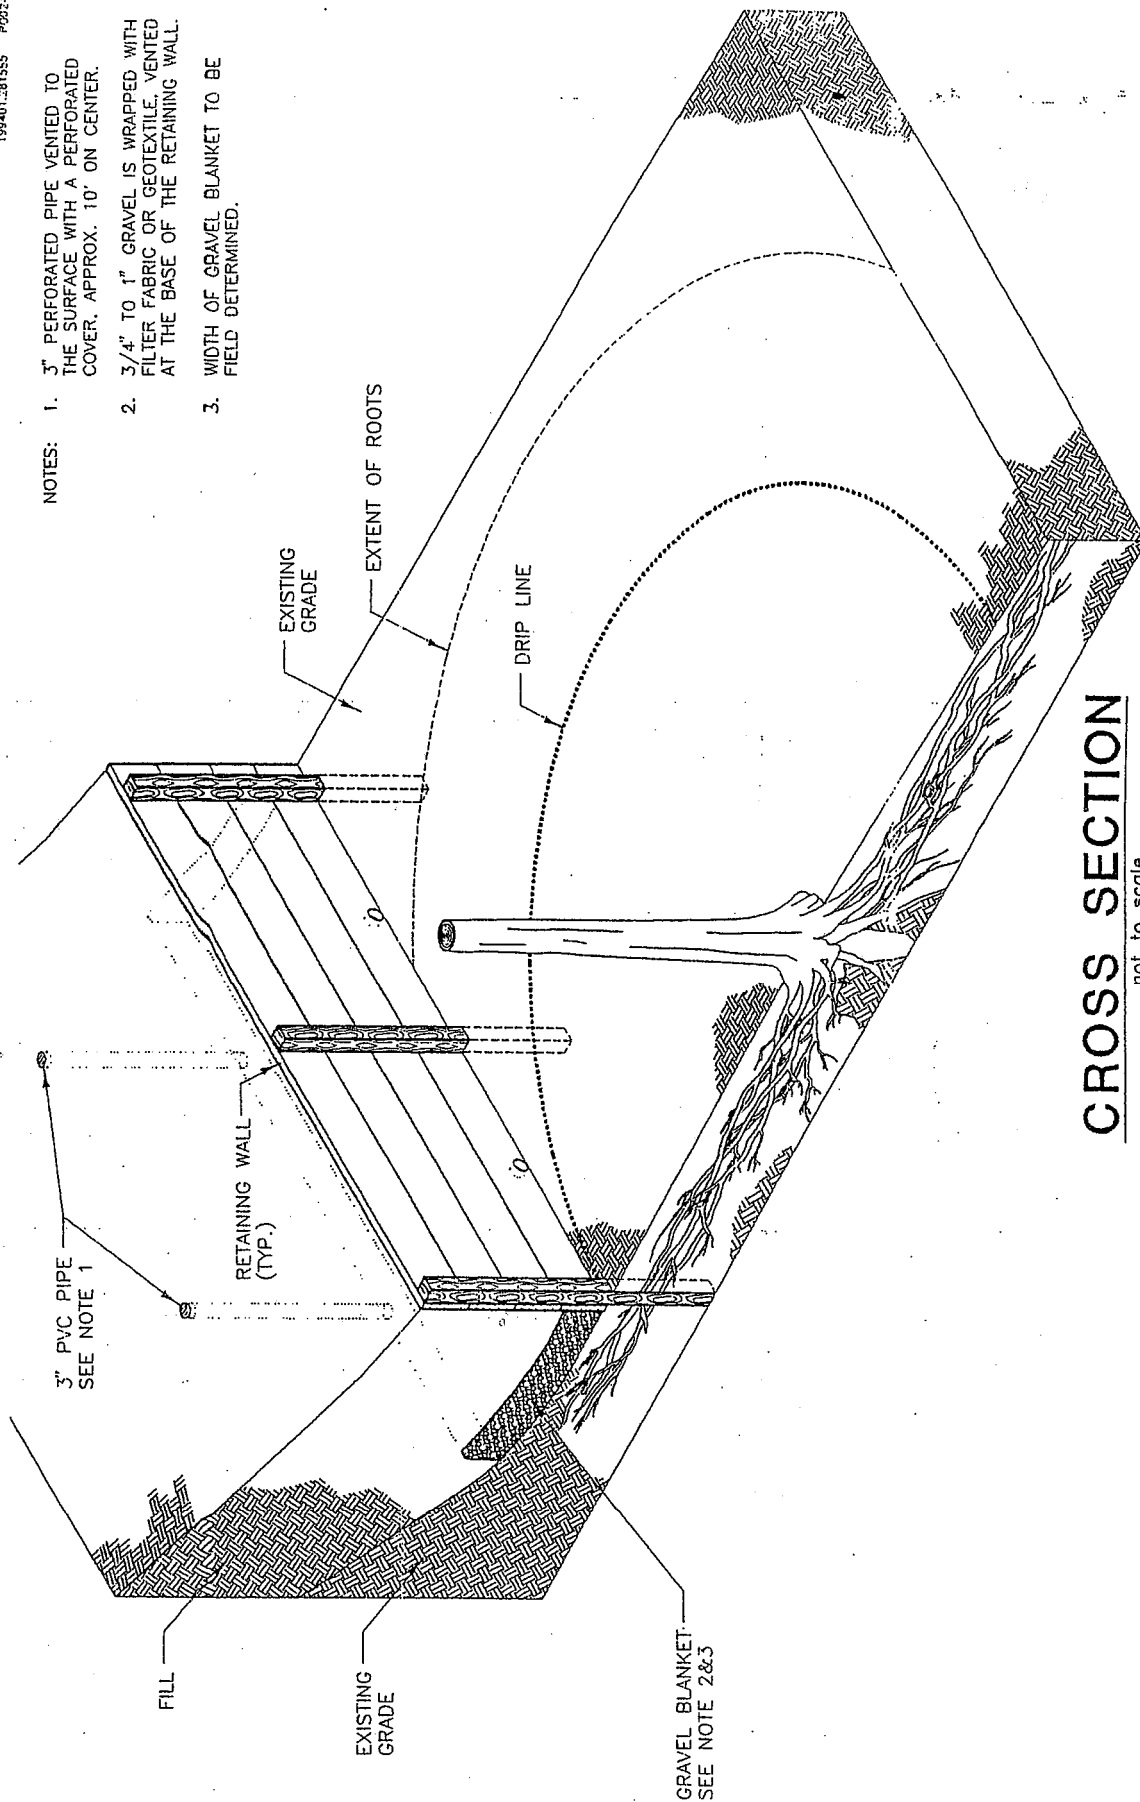 NOTES: 1. 3" PERFORATED PIPE VENTED TO
THE SURFACE WITH A PERFORATED
COVER, APPROX. 10' ON CENTER.
2. 3/4" TO 1" GRAVEL IS WRAPPED WITH
FILTER FABRIC OR GEOTEXTILE, VENTED
AT THE BASE OF THE RETAINING WALL.
3. WIDTH OF GRAVEL BLANKET TO BE
FIELD DETERMINED.
3" PVC PIPE
SEE NOTE 1
RETAINING WALL
(TYP.)
EXISTING
GRADE
EXTENT OF ROOTS
DRIP LINE
FILL
EXISTING
GRADE
GRAVEL BLANKET
SEE NOTE 2&3
CROSS SECTION
not to scale